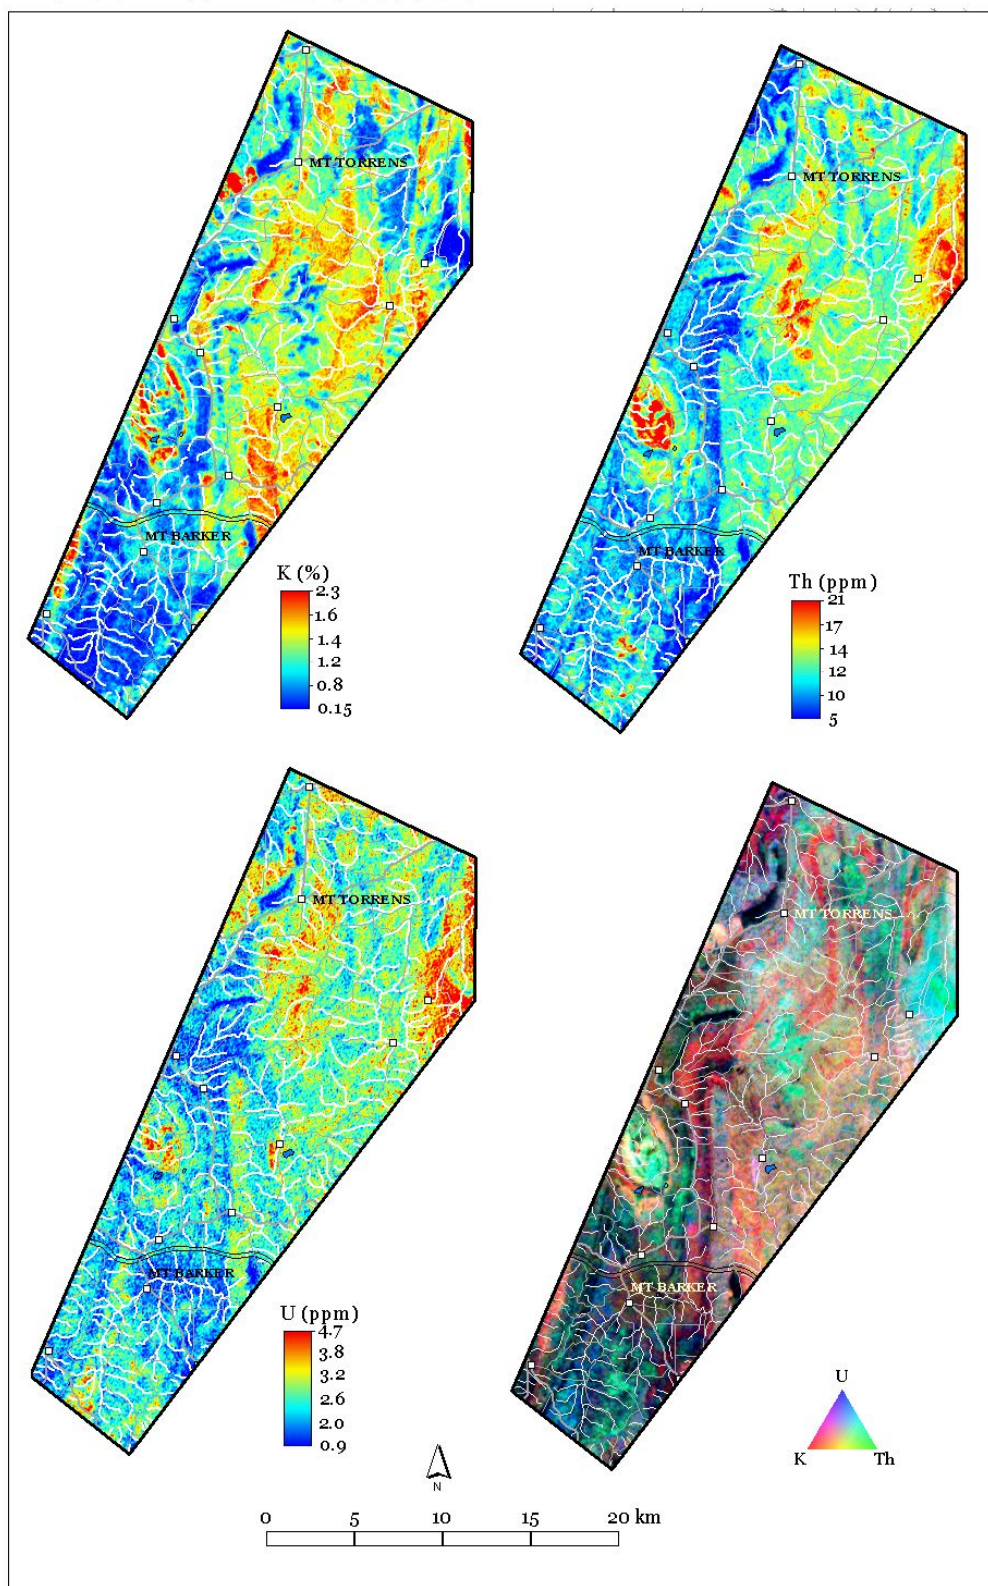 MT TORRENS
MT TORRENS
MT BARKER
MT BARKER
K (%)
2.3
1.6
1.4
1.2
0.8
0.15
Th (ppm)
21
17
14
12
10
5
MT TORRENS
MT TORRENS
MT BARKER
MT BARKER
U (ppm)
4.7
3.8
3.2
2.6
2.0
0.9
U
K Th
N
0 5 10 15 20 km